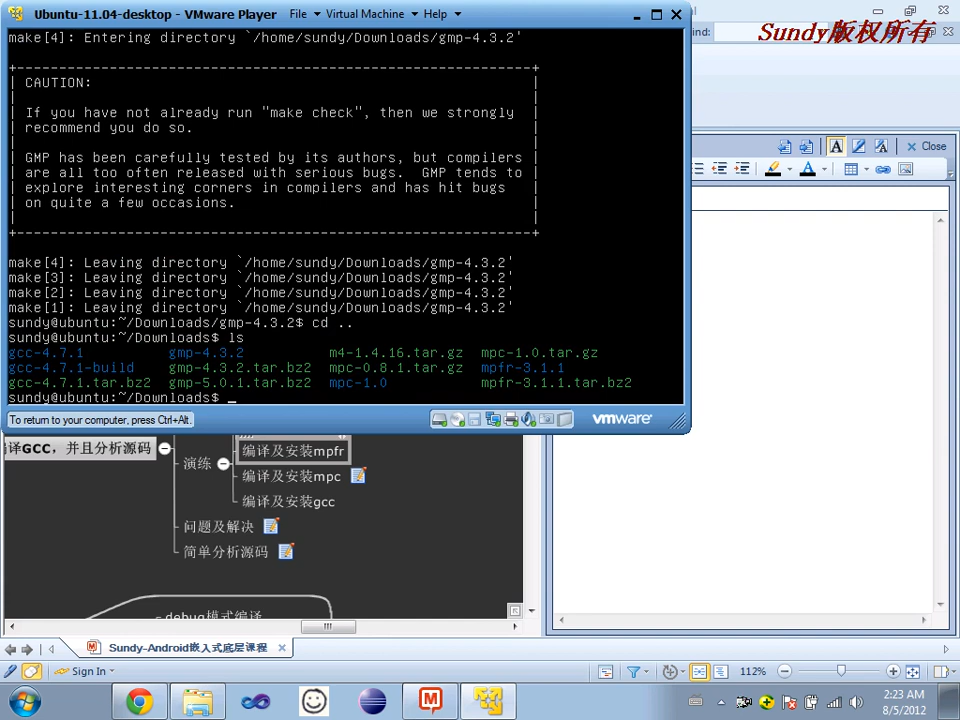 Ubuntu-11.04-desktop - VMware Player File Virtual Machine Help
Sundy版权所有
make[4]: Entering directory `/home/sundy/Downloads/gmp-4.3.2'
+-------------------------------------------------------------+
| CAUTION: |
| |
| If you have not already run "make check", then we strongly |
| recommend you do so. |
| |
| GMP has been carefully tested by its authors, but compilers |
| are all too often released with serious bugs. GMP tends to |
| explore interesting corners in compilers and has hit bugs |
| on quite a few occasions. |
| |
+-------------------------------------------------------------+
make[4]: Leaving directory `/home/sundy/Downloads/gmp-4.3.2'
make[3]: Leaving directory `/home/sundy/Downloads/gmp-4.3.2'
make[2]: Leaving directory `/home/sundy/Downloads/gmp-4.3.2'
make[1]: Leaving directory `/home/sundy/Downloads/gmp-4.3.2'
sundy@ubuntu:~/Downloads/gmp-4.3.2$ cd ..
sundy@ubuntu:~/Downloads$ ls
gcc-4.7.1 gmp-4.3.2 m4-1.4.16.tar.gz mpc-1.0.tar.gz
gcc-4.7.1-build gmp-4.3.2.tar.bz2 mpc-0.8.1.tar.gz mpfr-3.1.1
gcc-4.7.1.tar.bz2 gmp-5.0.1.tar.bz2 mpc-1.0 mpfr-3.1.1.tar.bz2
sundy@ubuntu:~/Downloads$ _
To return to your computer, press Ctrl+Alt.
vmware
Close
译GCC，并且分析源码
演练
编译及安装mpfr
编译及安装mpc
编译及安装gcc
问题及解决
简单分析源码
debug模式编译
Sundy-Android嵌入式底层课程
Sign In
112%
2:23 AM
8/5/2012